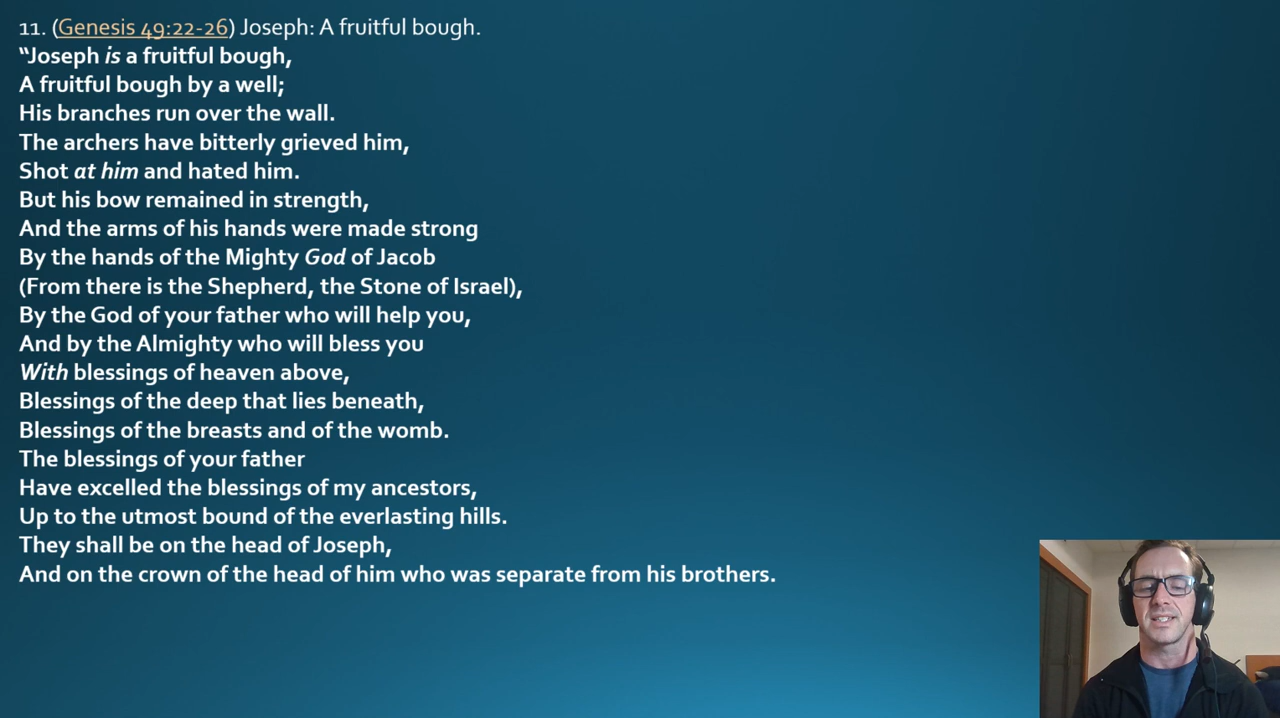 11. (Genesis 49:22-26) Joseph: A fruitful bough.
“Joseph is a fruitful bough,
A fruitful bough by a well;
His branches run over the wall.
The archers have bitterly grieved him,
Shot at him and hated him.
But his bow remained in strength,
And the arms of his hands were made strong
By the hands of the Mighty God of Jacob
(From there is the Shepherd, the Stone of Israel),
By the God of your father who will help you,
And by the Almighty who will bless you
With blessings of heaven above,
Blessings of the deep that lies beneath,
Blessings of the breasts and of the womb.
The blessings of your father
Have excelled the blessings of my ancestors,
Up to the utmost bound of the everlasting hills.
They shall be on the head of Joseph,
And on the crown of the head of him who was separate from his brothers.